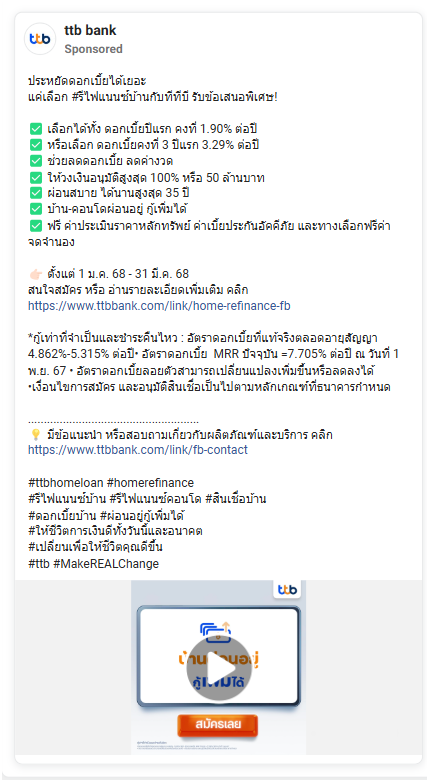 ttb
ttb bank
Sponsored
ประหยัดดอกเบี้ยได้เยอะ
แค่เลือก #รีไฟแนนซ์บ้านกับทีทีบี รับข้อเสนอพิเศษ!
✅ เลือกได้ทั้ง ดอกเบี้ยปีแรก คงที่ 1.90% ต่อปี
✅ หรือเลือก ดอกเบี้ยคงที่ 3 ปีแรก 3.29% ต่อปี
✅ ช่วยลดดอกเบี้ย ลดค่างวด
✅ ให้วงเงินอนุมัติสูงสุด 100% หรือ 50 ล้านบาท
✅ ผ่อนสบาย ได้นานสูงสุด 35 ปี
✅ บ้าน-คอนโดผ่อนอยู่ กู้เพิ่มได้
✅ ฟรี ค่าประเมินราคาหลักทรัพย์ ค่าเบี้ยประกันอัคคีภัย และทางเลือกฟรีค่า
จดจำนอง
👉🏻 ตั้งแต่ 1 ม.ค. 68 - 31 มี.ค. 68
สนใจสมัคร หรือ อ่านรายละเอียดเพิ่มเติม คลิก
https://www.ttbbank.com/link/home-refinance-fb
*กู้เท่าที่จำเป็นและชำระคืนไหว : อัตราดอกเบี้ยที่แท้จริงตลอดอายุสัญญา
4.862%-5.315% ต่อปี• อัตราดอกเบี้ย MRR ปัจจุบัน =7.705% ต่อปี ณ วันที่ 1
พ.ย. 67 • อัตราดอกเบี้ยลอยตัวสามารถเปลี่ยนแปลงเพิ่มขึ้นหรือลดลงได้
•เงื่อนไขการสมัคร และอนุมัติสินเชื่อเป็นไปตามหลักเกณฑ์ที่ธนาคารกำหนด
.....................................................
💡 มีข้อแนะนำ หรือสอบถามเกี่ยวกับผลิตภัณฑ์และบริการ คลิก
https://www.ttbbank.com/link/fb-contact
#ttbhomeloan #homerefinance
#รีไฟแนนซ์บ้าน #รีไฟแนนซ์คอนโด #สินเชื่อบ้าน
#ดอกเบี้ยบ้าน #ผ่อนอยู่กู้เพิ่มได้
#ให้ชีวิตการเงินดีทั้งวันนี้และอนาคต
#เปลี่ยนเพื่อให้ชีวิตคุณดีขึ้น
#ttb #MakeREALChange
ttb
บ้านผ่อนอยู่
กู้เพิ่มได้
สมัครเลย